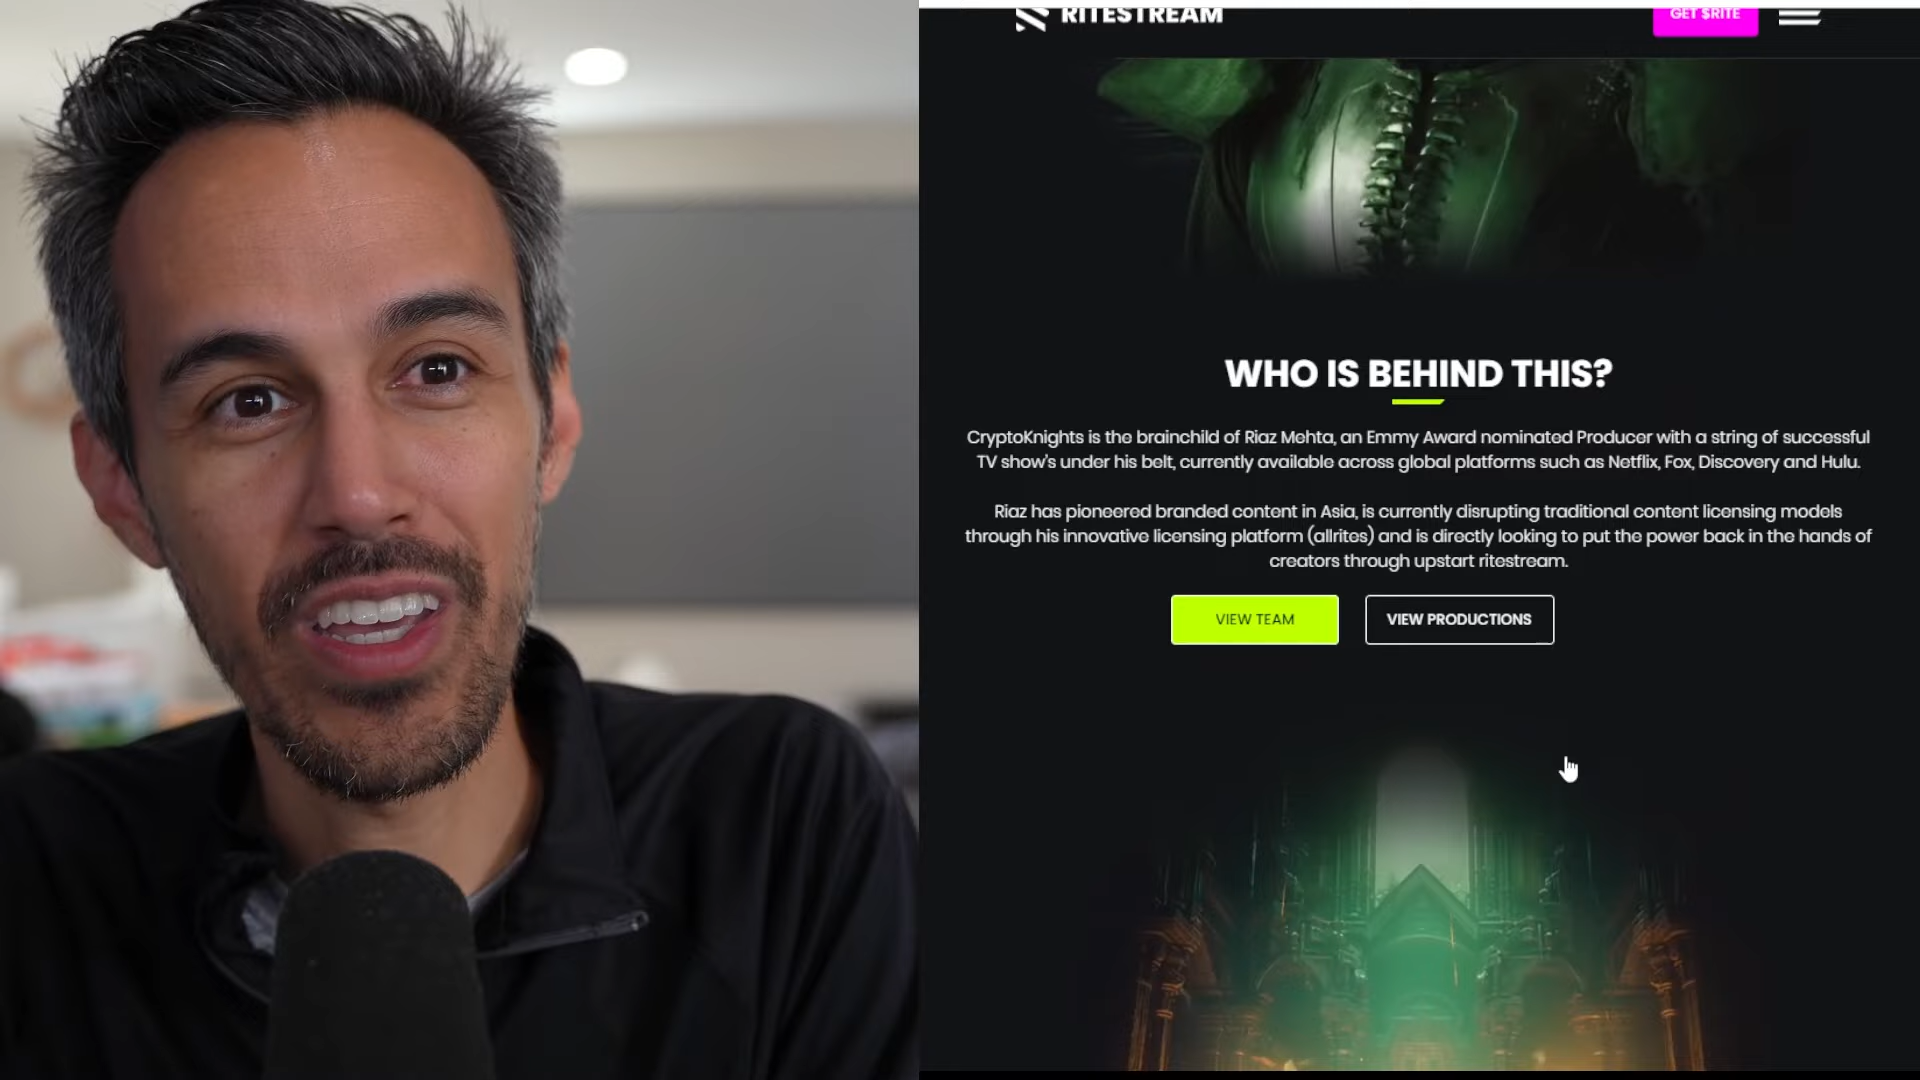 RITESTREAM
GET $RITE
WHO IS BEHIND THIS?
CryptoKnights is the brainchild of Riaz Mehta, an Emmy Award nominated Producer with a string of successful
TV show's under his belt, currently available across global platforms such as Netflix, Fox, Discovery and Hulu.
Riaz has pioneered branded content in Asia, is currently disrupting traditional content licensing models
through his innovative licensing platform (allrites) and is directly looking to put the power back in the hands of
creators through upstart ritestream.
VIEW TEAM
VIEW PRODUCTIONS